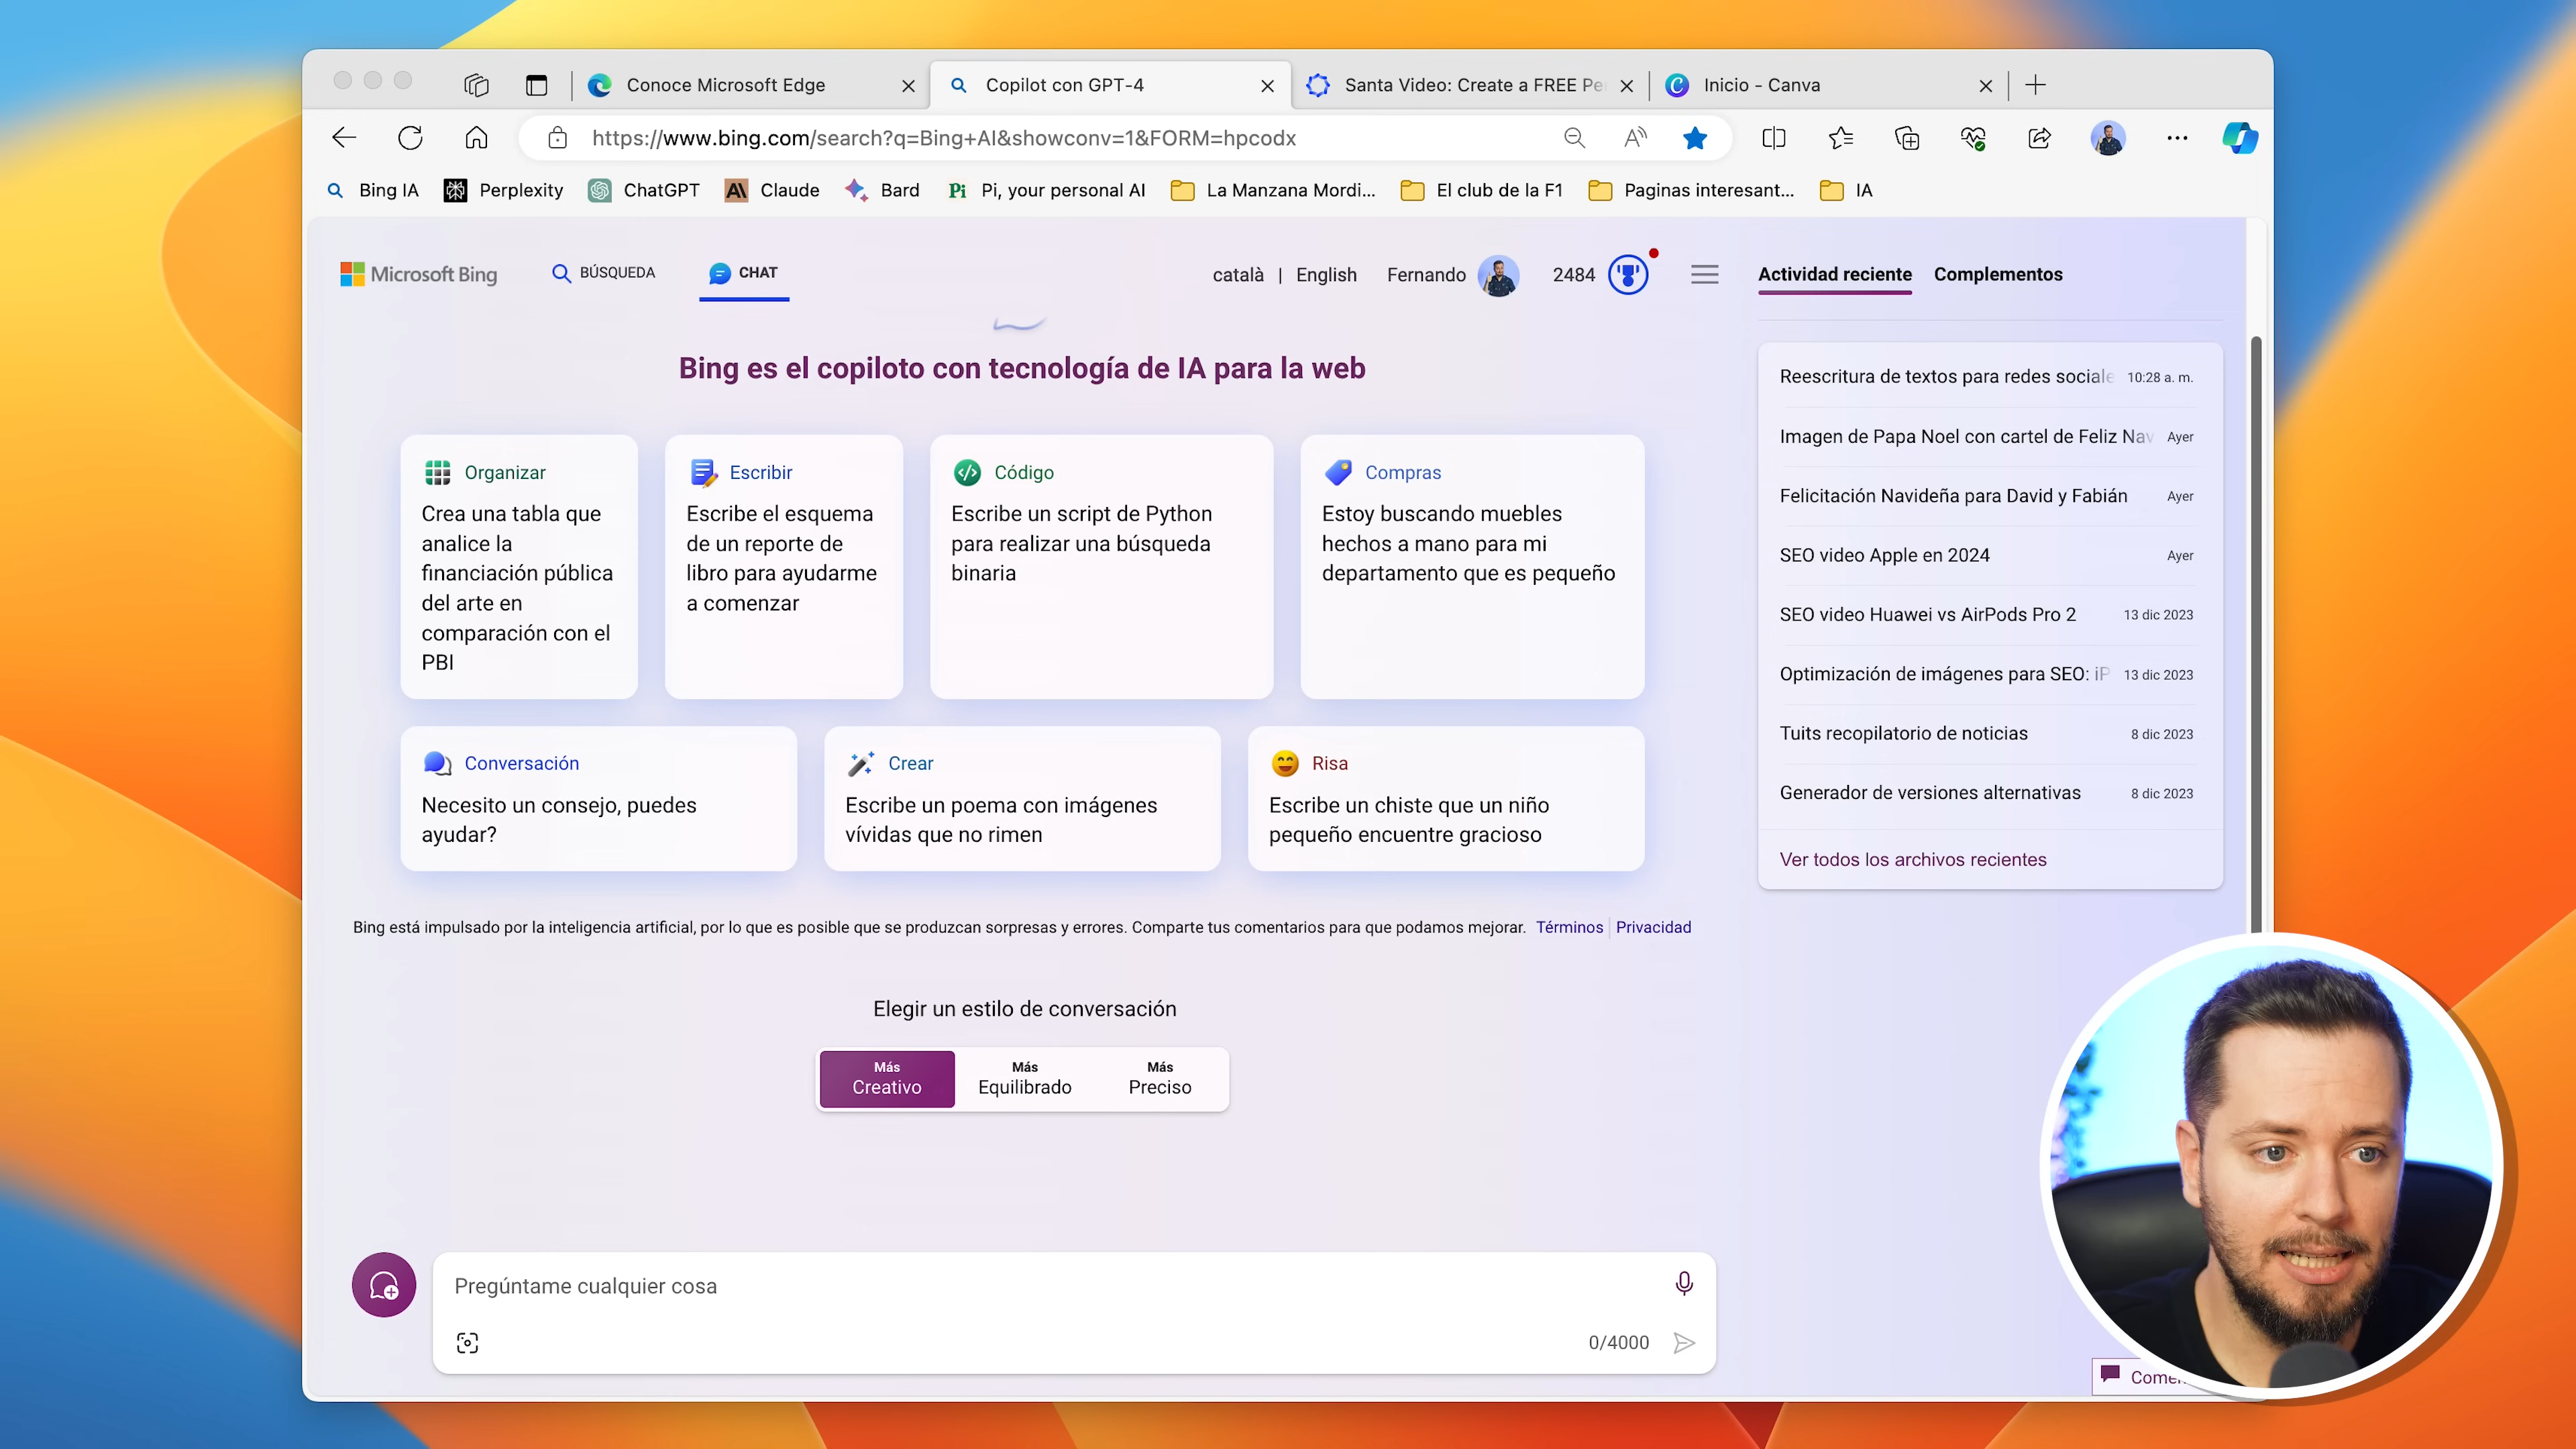 Conoce Microsoft Edge
Copilot con GPT-4
Santa Video: Create a FREE Pe
Inicio - Canva
https://www.bing.com/search?q=Bing+AI&showconv=1&FORM=hpcodx
Bing IA
Perplexity
ChatGPT
Claude
Bard
Pi, your personal AI
La Manzana Mordi...
El club de la F1
Paginas interesant...
IA
Microsoft Bing
BÚSQUEDA
CHAT
català | English
Fernando
2484
Actividad reciente
Complementos
Bing es el copiloto con tecnología de IA para la web
Organizar
Crea una tabla que
analice la
financiación pública
del arte en
comparación con el
PBI
Escribir
Escribe el esquema
de un reporte de
libro para ayudarme
a comenzar
Código
Escribe un script de Python
para realizar una búsqueda
binaria
Compras
Estoy buscando muebles
hechos a mano para mi
departamento que es pequeño
Conversación
Necesito un consejo, puedes
ayudar?
Crear
Escribe un poema con imágenes
vívidas que no rimen
Risa
Escribe un chiste que un niño
pequeño encuentre gracioso
Reescritura de textos para redes sociale 10:28 a. m.
Imagen de Papa Noel con cartel de Feliz Nav Ayer
Felicitación Navideña para David y Fabián Ayer
SEO video Apple en 2024 Ayer
SEO video Huawei vs AirPods Pro 2 13 dic 2023
Optimización de imágenes para SEO: iP 13 dic 2023
Tuits recopilatorio de noticias 8 dic 2023
Generador de versiones alternativas 8 dic 2023
Ver todos los archivos recientes
Bing está impulsado por la inteligencia artificial, por lo que es posible que se produzcan sorpresas y errores. Comparte tus comentarios para que podamos mejorar. Términos | Privacidad
Elegir un estilo de conversación
Más
Creativo
Más
Equilibrado
Más
Preciso
Pregúntame cualquier cosa
0/4000